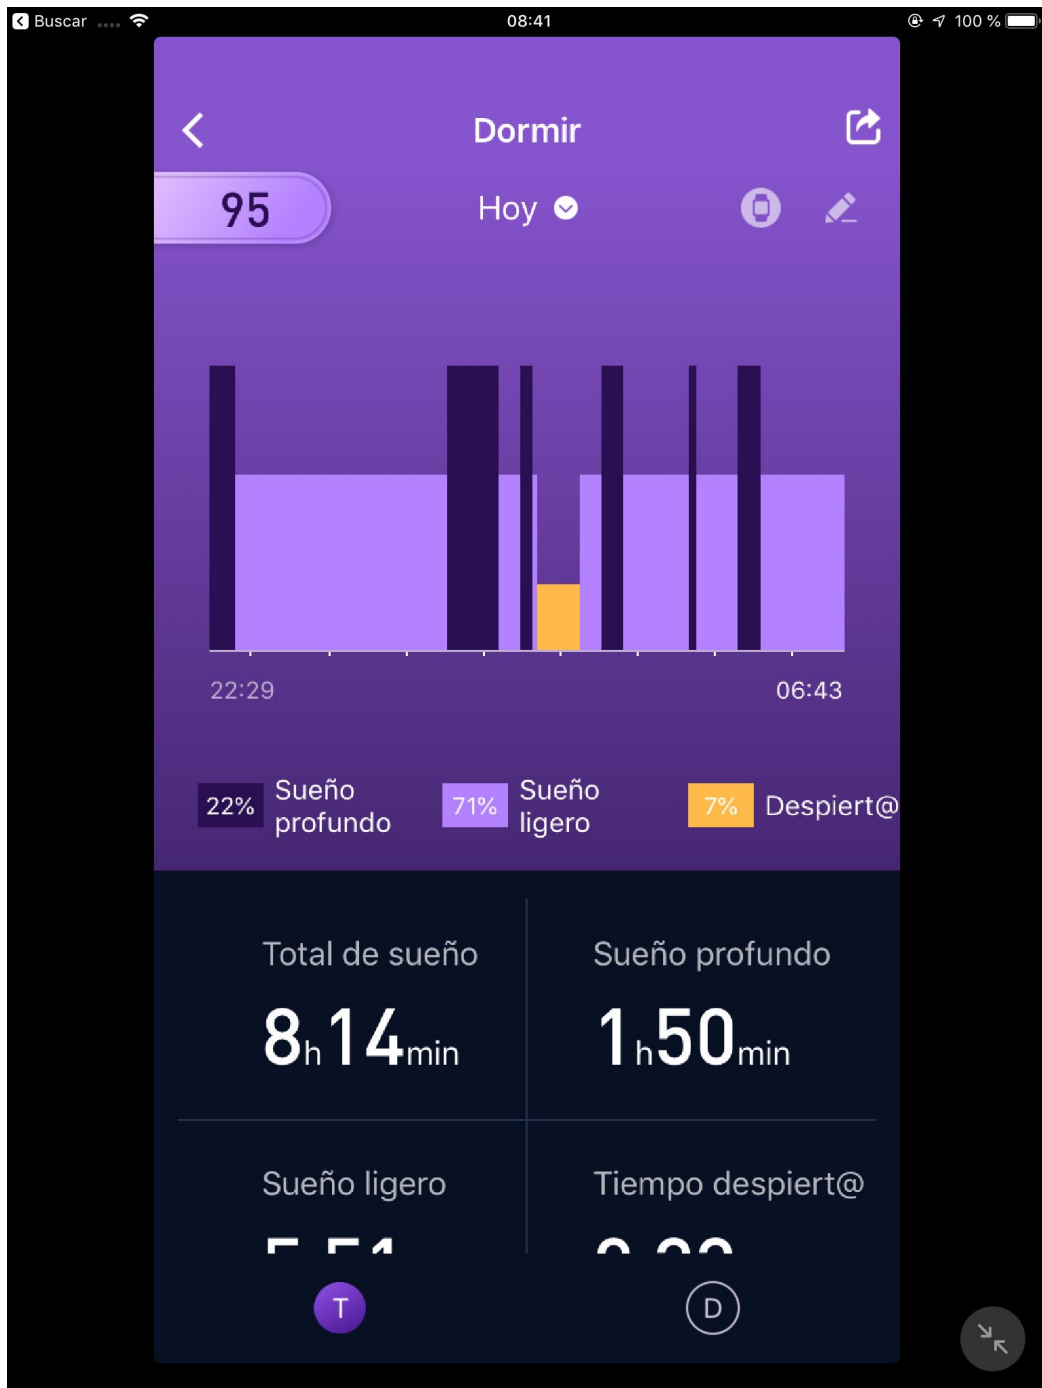 Buscar
08:41
100 %
Dormir
95
Hoy
22:29
06:43
22%
Sueño
profundo
71%
Sueño
ligero
7%
Despiert@
Total de sueño
Sueño profundo
8h14min
1h50min
Sueño ligero
Tiempo despiert@
T
D